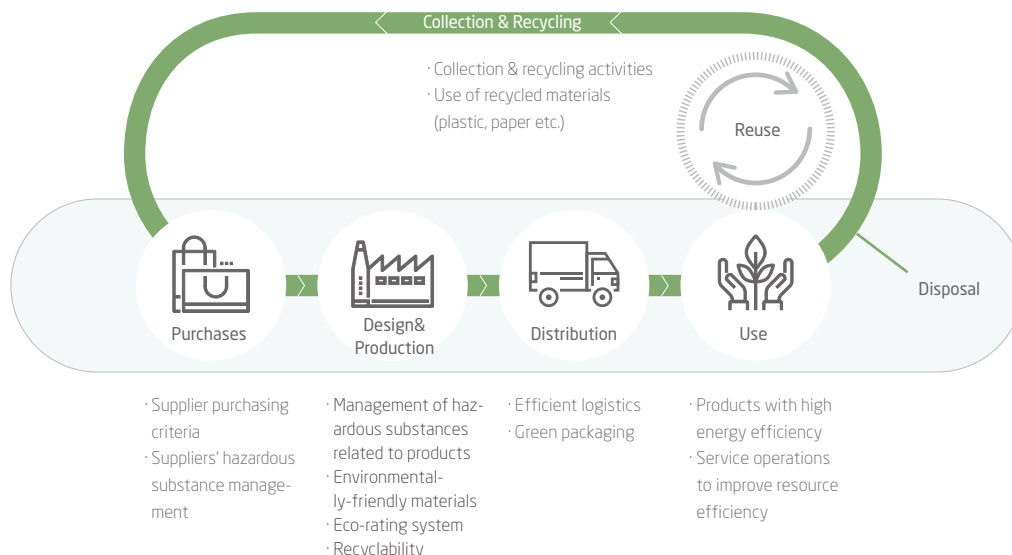 Collection & Recycling
· Collection & recycling activities
· Use of recycled materials
(plastic, paper etc.)
Reuse
Purchases
Design&
Production
Distribution
Use
Disposal
· Supplier purchasing
criteria
· Suppliers' hazardous
substance manage-
ment
· Management of haz-
ardous substances
related to products
· Environmental-
ly-friendly materials
· Eco-rating system
· Recyclability
· Efficient logistics
· Green packaging
· Products with high
energy efficiency
· Service operations
to improve resource
efficiency